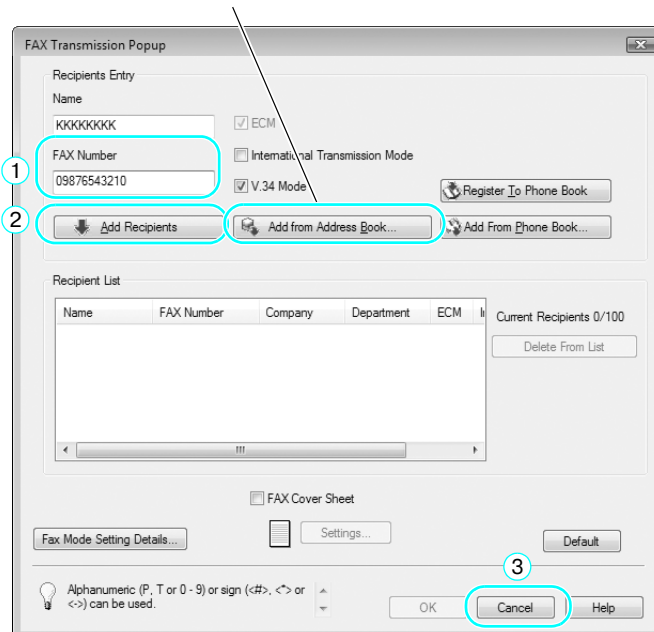 FAX Transmission Popup
Recipients Entry
Name
KKKKKKKK
ECM
FAX Number
International Transmission Mode
1
09876543210
V.34 Mode
Register To Phone Book
2
Add Recipients
Add from Address Book...
Add From Phone Book...
Recipient List
Name FAX Number Company Department ECM
Current Recipients 0/100
Delete From List
FAX Cover Sheet
Fax Mode Setting Details...
Settings...
Default
3
Alphanumeric (P, T or 0 - 9) or sign (<#>, <*> or
<-> can be used.
OK Cancel Help